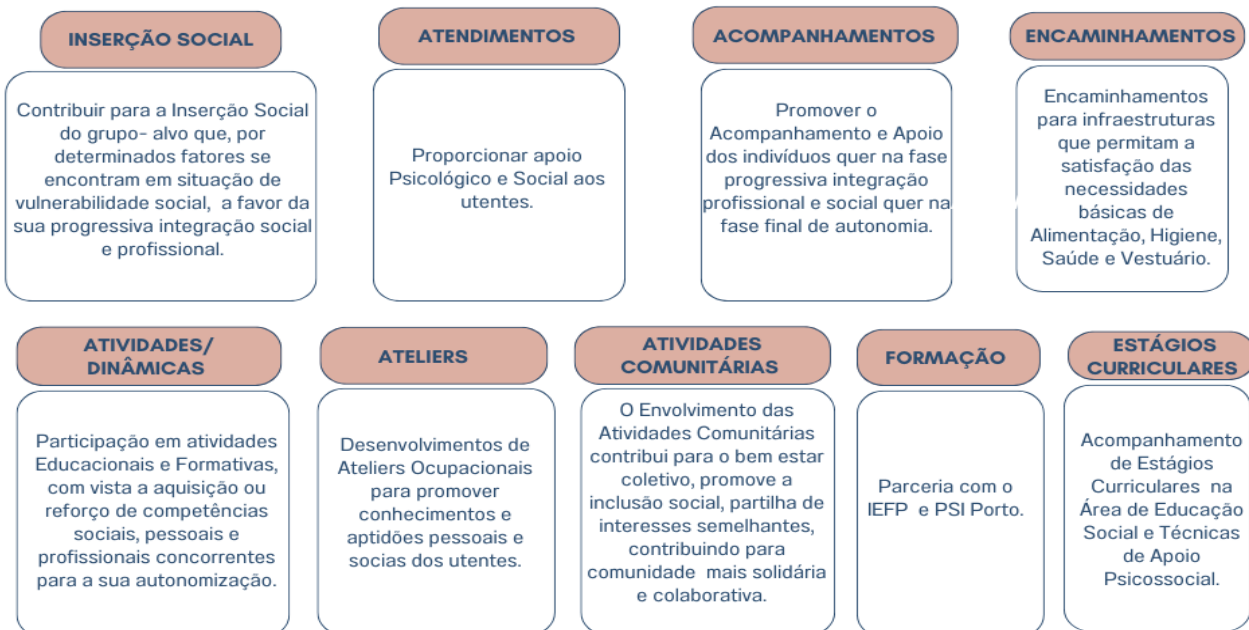 INSERÇÃO SOCIAL
Contribuir para a Inserção Social
do grupo- alvo que, por
determinados fatores se
encontram em situação de
vulnerabilidade social, a favor da
sua progressiva integração social
e profissional.
ATENDIMENTOS
Proporcionar apoio
Psicológico e Social aos
utentes.
ACOMPANHAMENTOS
Promover o
Acompanhamento e Apoio
dos indivíduos quer na fase
progressiva integração
profissional e social quer na
fase final de autonomia.
ENCAMINHAMENTOS
Encaminhamentos
para infraestruturas
que permitam a
satisfação das
necessidades
básicas de
Alimentação, Higiene,
Saúde e Vestuário.
ATIVIDADES/
DINÂMICAS
Participação em atividades
Educacionais e Formativas,
com vista a aquisição ou
reforço de competências
sociais, pessoais e
profissionais concorrentes
para a sua autonomização.
ATELIERS
Desenvolvimentos de
Ateliers Ocupacionais
para promover
conhecimentos e
aptidões pessoais e
socias dos utentes.
ATIVIDADES
COMUNITÁRIAS
O Envolvimento das
Atividades Comunitárias
contribui para o bem estar
coletivo, promove a
inclusão social, partilha de
interesses semelhantes,
contribuindo para
comunidade mais solidária
e colaborativa.
FORMAÇÃO
Parceria com o
IEFP e PSI Porto.
ESTÁGIOS
CURRICULARES
Acompanhamento
de Estágios
Curriculares na
Área de Educação
Social e Técnicas
de Apoio
Psicossocial.